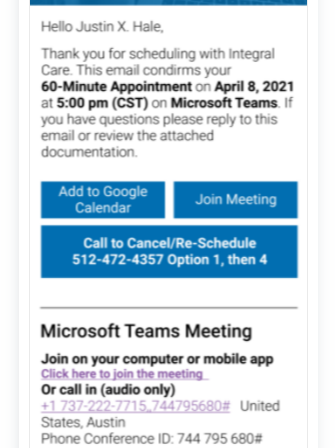 Hello Justin X. Hale,
Thank you for scheduling with Integral
Care. This email condirms your
60-Minute Appointment on April 8, 2021
at 5:00 pm (CST) on Microsoft Teams. If
you have questions please reply to this
email or review the attached
documentation.
Add to Google
Calendar
Join Meeting
Call to Cancel/Re-Schedule
512-472-4357 Option 1, then 4
Microsoft Teams Meeting
Join on your computer or mobile app
Click here to join the meeting
Or call in (audio only)
+1 737-222-7715,,744795680# United
States, Austin
Phone Conference ID: 744 795 680#